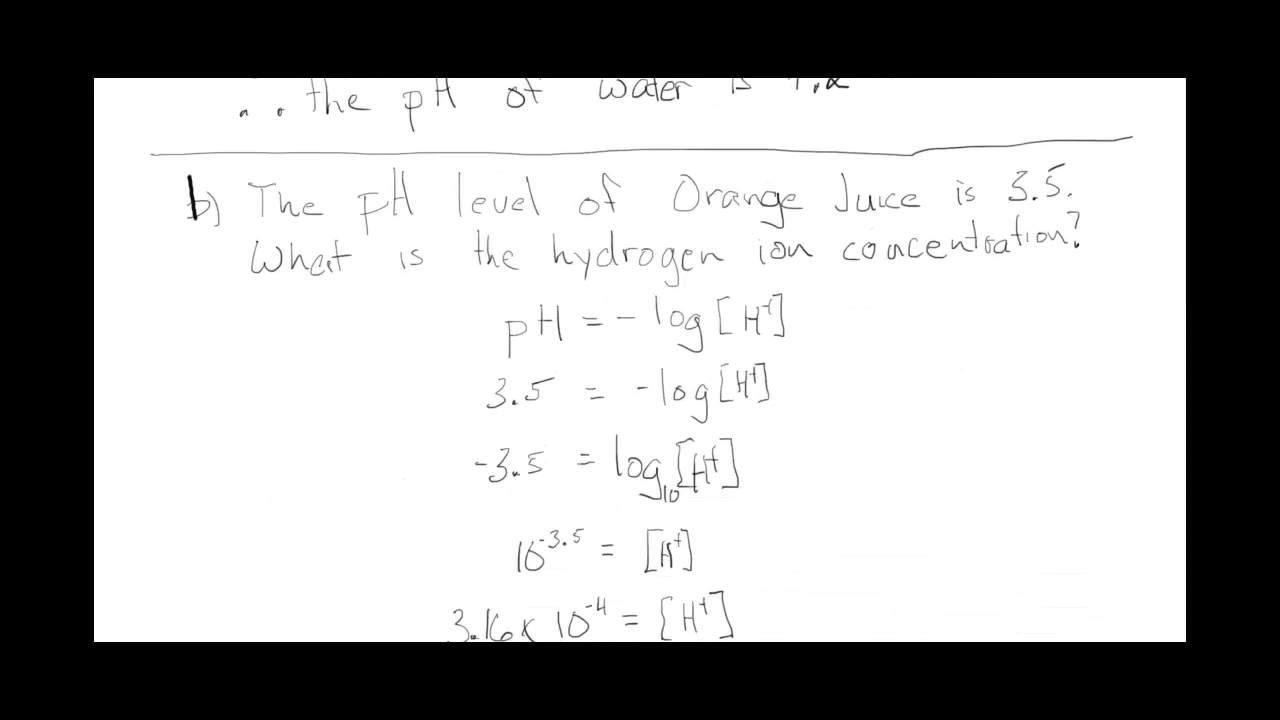 . . . the pH of water is
b) The pH level of Orange Juice is 3.5.
What is the hydrogen ion concentration?
pH = - log [H⁺]
3.5 = -log [H⁺]
-3.5 = log₁₀ [H⁺]
10⁻³·⁵ = [H⁺]
3.16 x 10⁻⁴ = [H⁺]